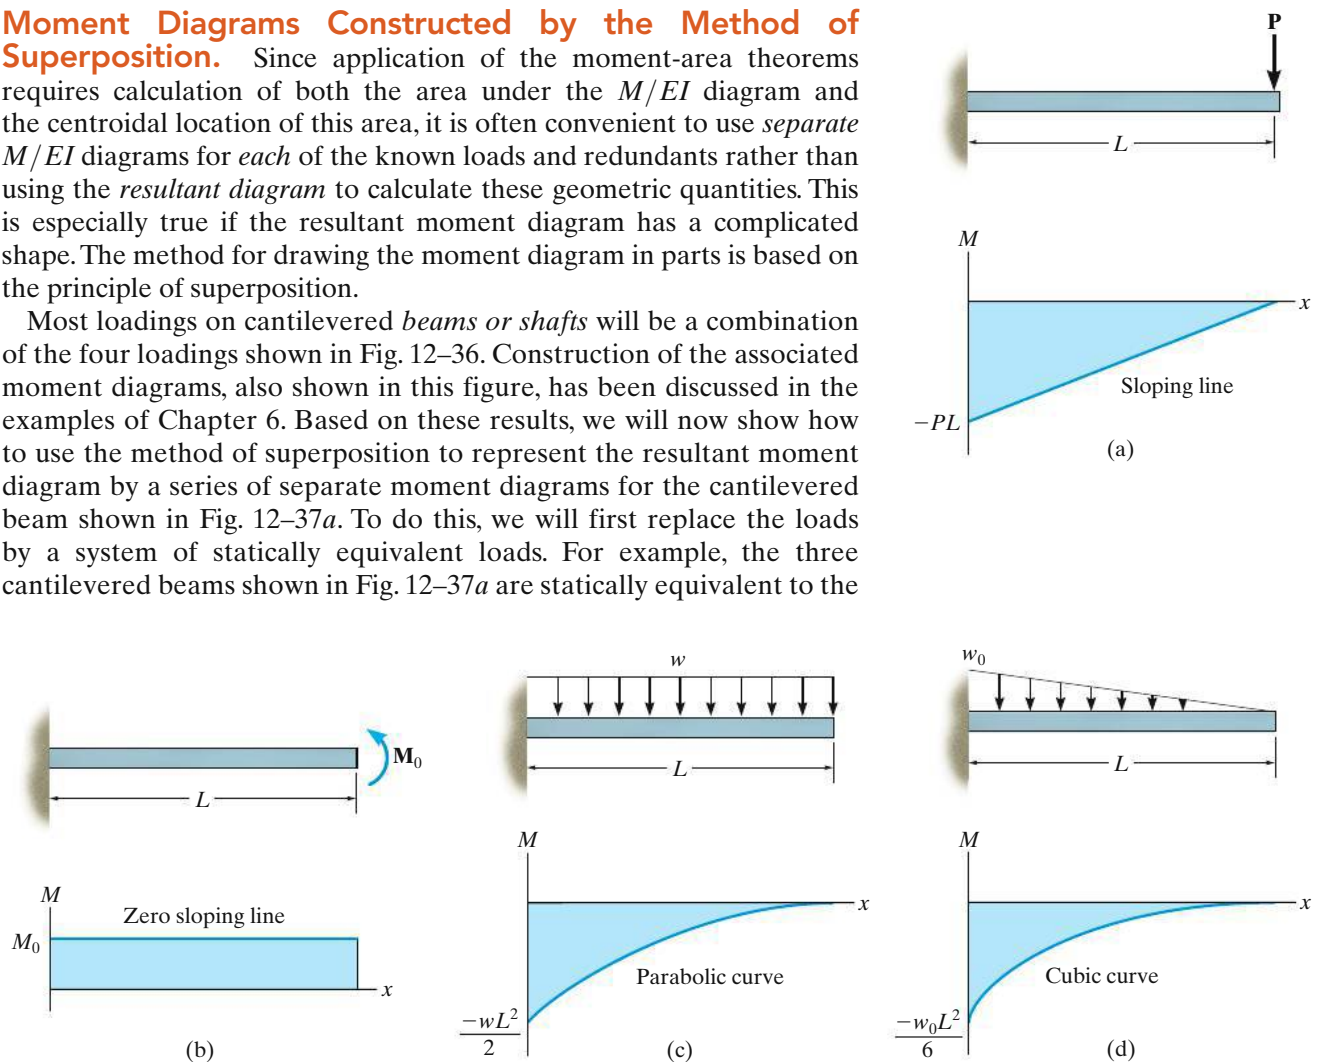 Moment Diagrams Constructed by the Method of
Superposition. Since application of the moment-area theorems
requires calculation of both the area under the M/EI diagram and
the centroidal location of this area, it is often convenient to use separate
M/EI diagrams for each of the known loads and redundants rather than
using the resultant diagram to calculate these geometric quantities. This
is especially true if the resultant moment diagram has a complicated
shape. The method for drawing the moment diagram in parts is based on
the principle of superposition.
Most loadings on cantilevered beams or shafts will be a combination
of the four loadings shown in Fig. 12–36. Construction of the associated
moment diagrams, also shown in this figure, has been discussed in the
examples of Chapter 6. Based on these results, we will now show how
to use the method of superposition to represent the resultant moment
diagram by a series of separate moment diagrams for the cantilevered
beam shown in Fig. 12–37a. To do this, we will first replace the loads
by a system of statically equivalent loads. For example, the three
cantilevered beams shown in Fig. 12–37a are statically equivalent to the
P
L
M
x
Sloping line
−PL
(a)
M₀
L
M
Zero sloping line
M₀
x
(b)
w
L
M
x
Parabolic curve
−wL²
2
(c)
w₀
L
M
x
Cubic curve
−w₀L²
6
(d)